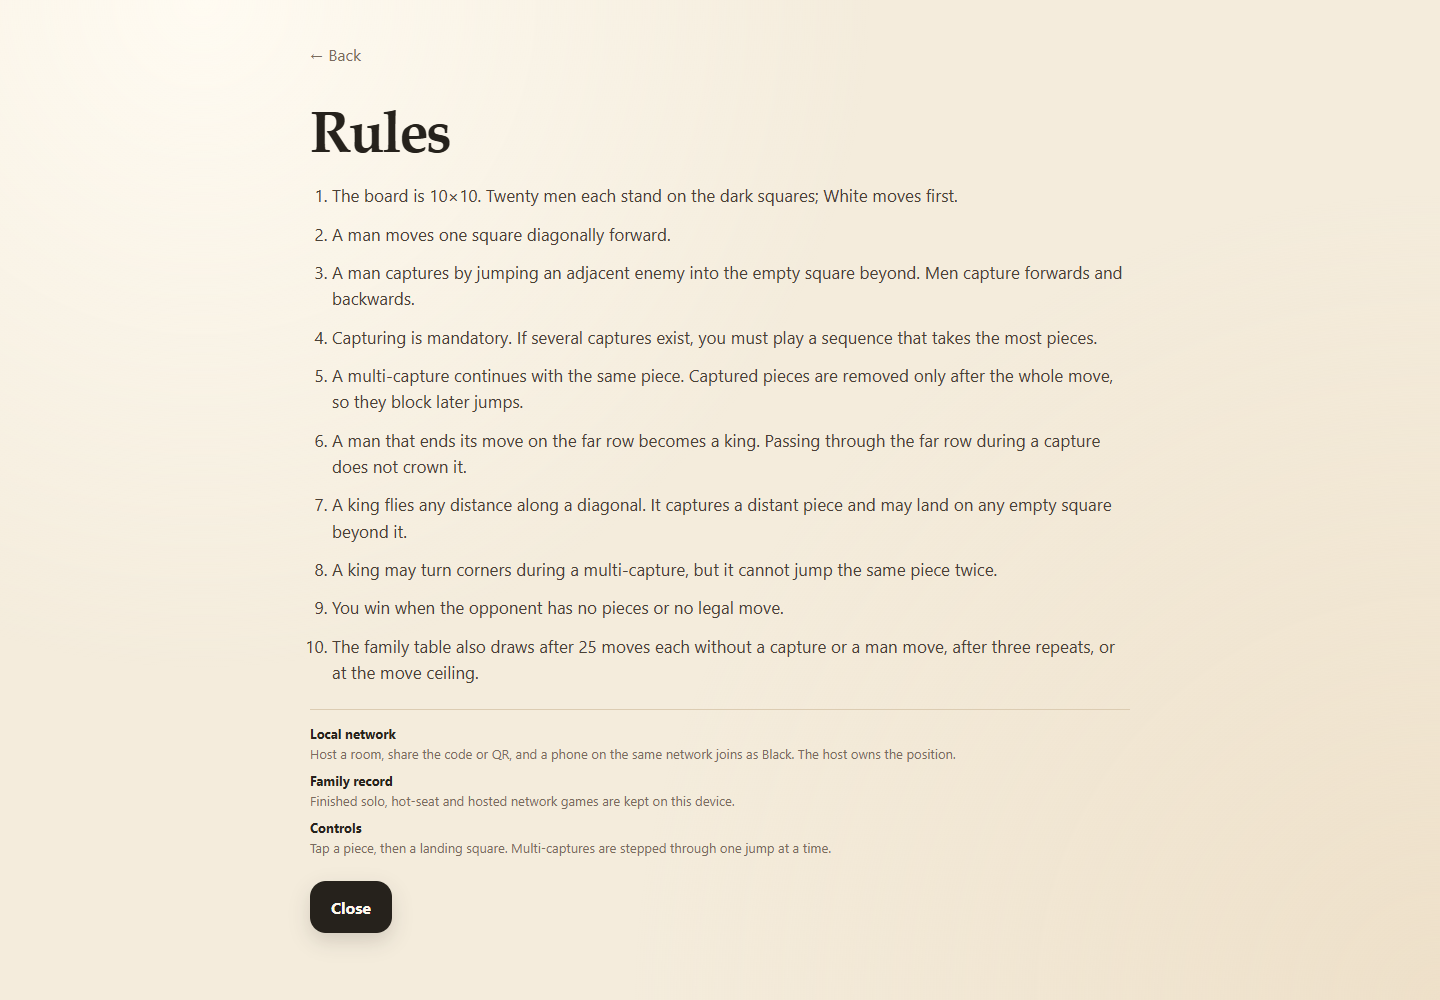 ← Back
Rules
1. The board is 10×10. Twenty men each stand on the dark squares; White moves first.
2. A man moves one square diagonally forward.
3. A man captures by jumping an adjacent enemy into the empty square beyond. Men capture forwards and
backwards.
4. Capturing is mandatory. If several captures exist, you must play a sequence that takes the most pieces.
5. A multi-capture continues with the same piece. Captured pieces are removed only after the whole move,
so they block later jumps.
6. A man that ends its move on the far row becomes a king. Passing through the far row during a capture
does not crown it.
7. A king flies any distance along a diagonal. It captures a distant piece and may land on any empty square
beyond it.
8. A king may turn corners during a multi-capture, but it cannot jump the same piece twice.
9. You win when the opponent has no pieces or no legal move.
10. The family table also draws after 25 moves each without a capture or a man move, after three repeats, or
at the move ceiling.
Local network
Host a room, share the code or QR, and a phone on the same network joins as Black. The host owns the position.
Family record
Finished solo, hot-seat and hosted network games are kept on this device.
Controls
Tap a piece, then a landing square. Multi-captures are stepped through one jump at a time.
Close